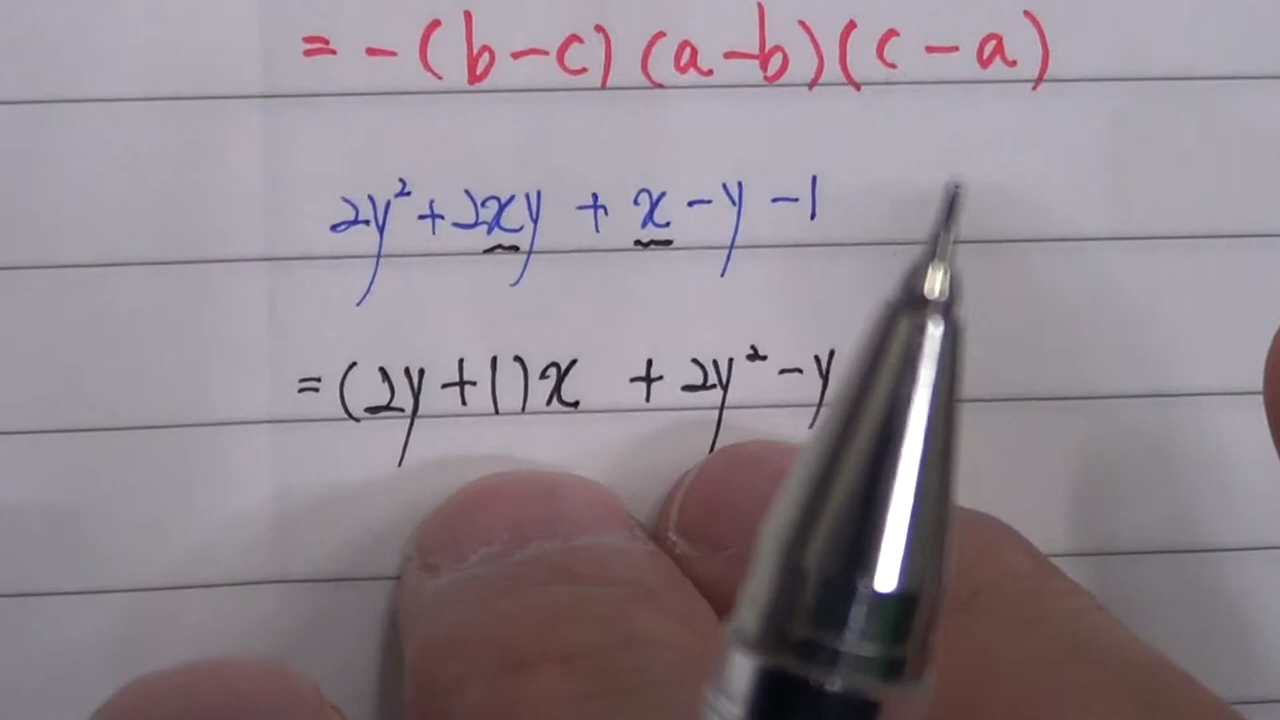 = -(b-c)(a-b)(c-a)
2y²+2xy + x - y - 1
= (2y+1)x + 2y² - y